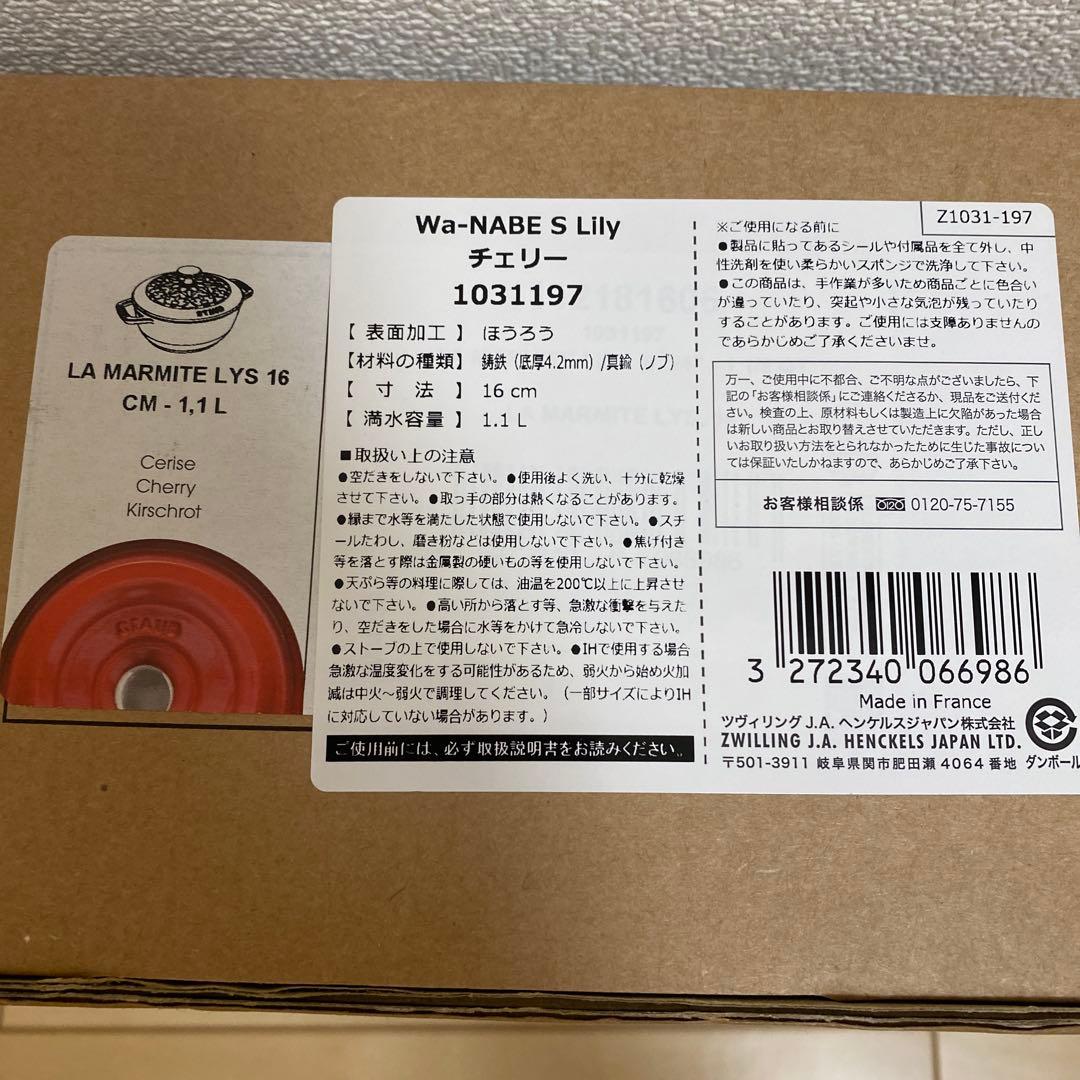 STAUB
LA MARMITE LYS 16
CM - 1,1 L
Cerise
Cherry
Kirschrot
STAUB
Wa-NABE S Lily
チェリー
1031197
【 表面加工 】 ほうろう
【材料の種類】 鋳鉄（底厚4.2mm）/真鍮（ノブ）
【 寸 法 】 16 cm
【 満水容量 】 1.1 L
■取扱い上の注意
●空だきをしないで下さい。●使用後よく洗い、十分に乾燥
させて下さい。●取っ手の部分は熱くなることがあります。
●縁まで水等を満たした状態で使用しないで下さい。●スチ
ールたわし、磨き粉などは使用しないで下さい。●焦げ付き
等を落とす際は金属製の硬いもの等を使用しないで下さい。
●天ぷら等の料理に際しては、油温を200℃以上に上昇させ
ないで下さい。●高い所から落とす等、急激な衝撃を与えた
り、空だきをした場合に水等をかけて急冷しないで下さい。
●ストーブの上で使用しないで下さい。●IHで使用する場合
急激な温度変化をする可能性があるため、弱火から始め火加
減は中火～弱火で調理してください。（一部サイズによりIH
に対応していない場合があります。）
ご使用前には、必ず取扱説明書をお読みください。
Z1031-197
※ご使用になる前に
●製品に貼ってあるシールや付属品を全て外し、中
性洗剤を使い柔らかいスポンジで洗浄して下さい。
●この商品は、手作業が多いため商品ごとに色合い
が違っていたり、突起や小さな気泡が残っていたり
することがあります。ご使用には支障ありませんの
であらかじめご了承くださいませ。
万一、ご使用中に不都合、ご不明な点がございましたら、下
記の「お客様相談係」にご連絡くださるか、現品をご送付くだ
さい。検査の上、原材料もしくは製造上に欠陥があった場合
は新しい商品とお取り替えさせていただきます。ただし、正し
いお取り扱い方法をとられなかったために生じた事故につい
ては保証いたしかねますので、あらかじめご了承下さい。
お客様相談係 0120-75-7155
3 272340 066986
Made in France
ツヴィリング J.A. ヘンケルスジャパン株式会社
ZWILLING J.A. HENCKELS JAPAN LTD.
〒501-3911 岐阜県関市肥田瀬 4064 番地
ダンボール